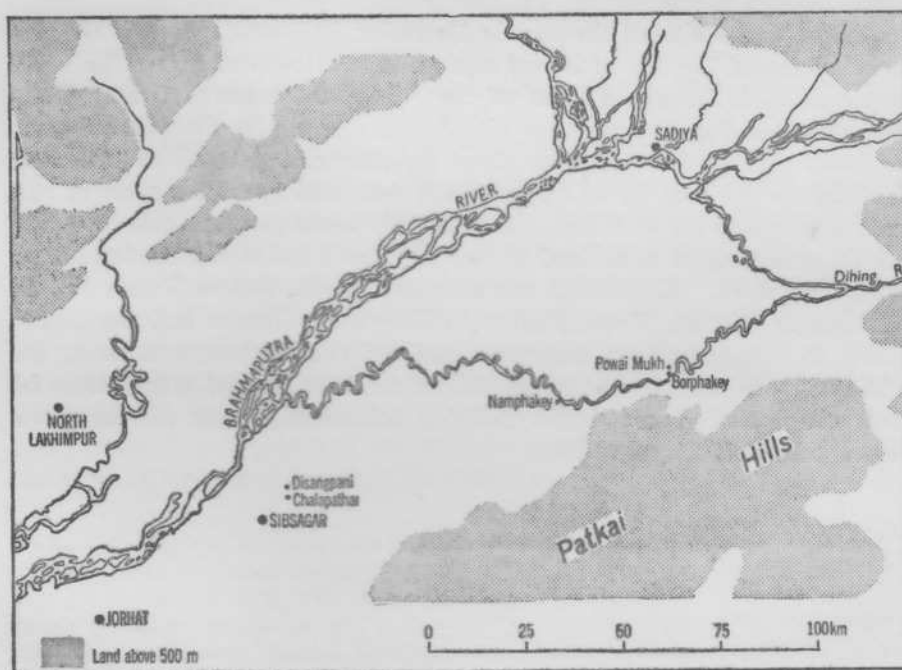 SADIYA
RIVER
Dihing R
BRAHMAPUTRA
Powai Mukh
Borphakey
Namphakey
NORTH
LAKHIMPUR
Hills
Disangpani
Chalapathar
SIBSAGAR
Patkai
JORHAT
0 25 50 75 100km
Land above 500 m